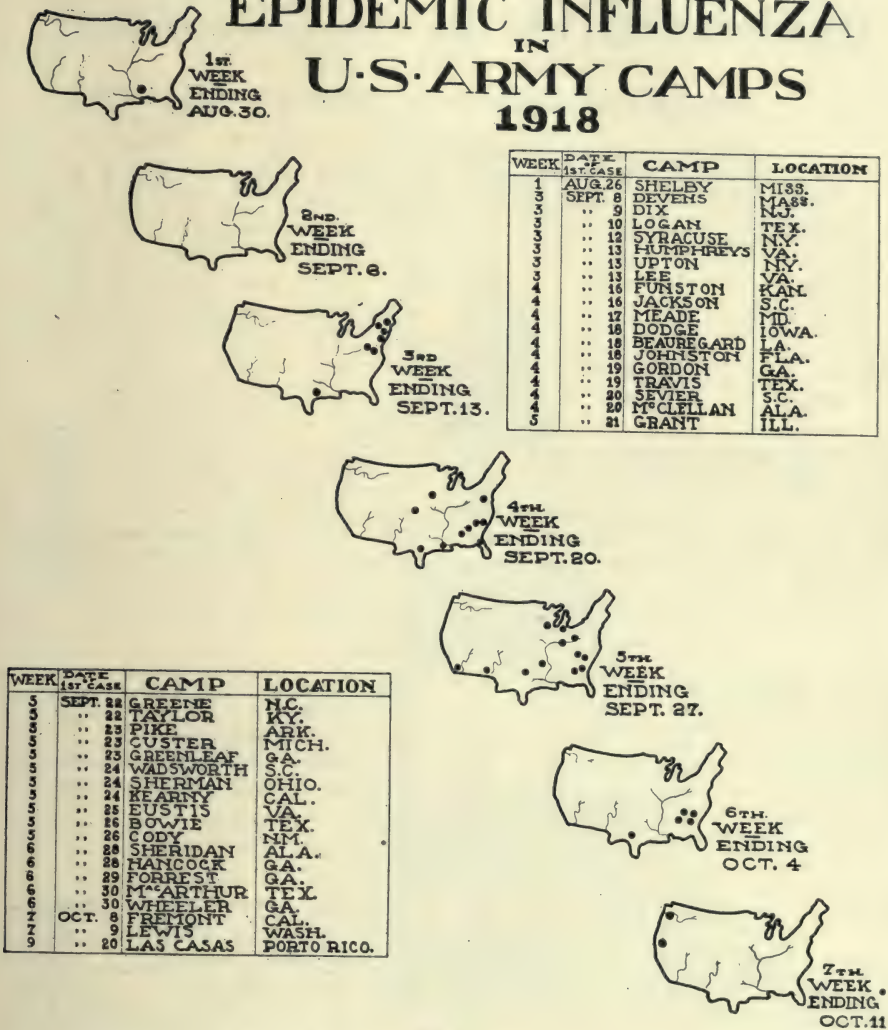 EPIDEMIC INFLUENZA
IN
U·S·ARMY CAMPS
1918
1ST.
WEEK
ENDING
AUG.30.
2ND.
WEEK
ENDING
SEPT. 6.
3RD
WEEK
ENDING
SEPT.13.
WEEK DATE OF 1ST. CASE CAMP LOCATION
1 AUG.26 SHELBY MISS.
3 SEPT. 8 DEVENS MASS.
3 " 9 DIX N.J.
3 " 10 LOGAN TEX.
3 " 12 SYRACUSE N.Y.
3 " 13 HUMPHREYS VA.
3 " 13 UPTON N.Y.
3 " 13 LEE VA.
4 " 16 FUNSTON KAN.
4 " 16 JACKSON S.C.
4 " 17 MEADE MD.
4 " 18 DODGE IOWA.
4 " 18 BEAUREGARD LA.
4 " 18 JOHNSTON FLA.
4 " 19 GORDON GA.
4 " 19 TRAVIS TEX.
4 " 20 SEVIER S.C.
4 " 20 McCLELLAN ALA.
5 " 21 GRANT ILL.
4TH.
WEEK
ENDING
SEPT.20.
5TH
WEEK
ENDING
SEPT. 27.
WEEK DATE OF 1ST CASE CAMP LOCATION
5 SEPT. 22 GREENE N.C.
5 " 22 TAYLOR KY.
5 " 23 PIKE ARK.
5 " 23 CUSTER MICH.
5 " 23 GREENLEAF GA.
5 " 24 WADSWORTH S.C.
5 " 24 SHERMAN OHIO.
5 " 24 KEARNY CAL.
5 " 25 EUSTIS VA.
5 " 26 BOWIE TEX.
5 " 26 CODY N.M.
6 " 28 SHERIDAN ALA.
6 " 28 HANCOCK GA.
6 " 29 FORREST GA.
6 " 30 MacARTHUR TEX.
6 " 30 WHEELER GA.
7 OCT. 8 FREMONT CAL.
7 " 9 LEWIS WASH.
9 " 20 LAS CASAS PORTO RICO.
6TH.
WEEK
ENDING
OCT. 4
7TH
WEEK
ENDING
OCT.11